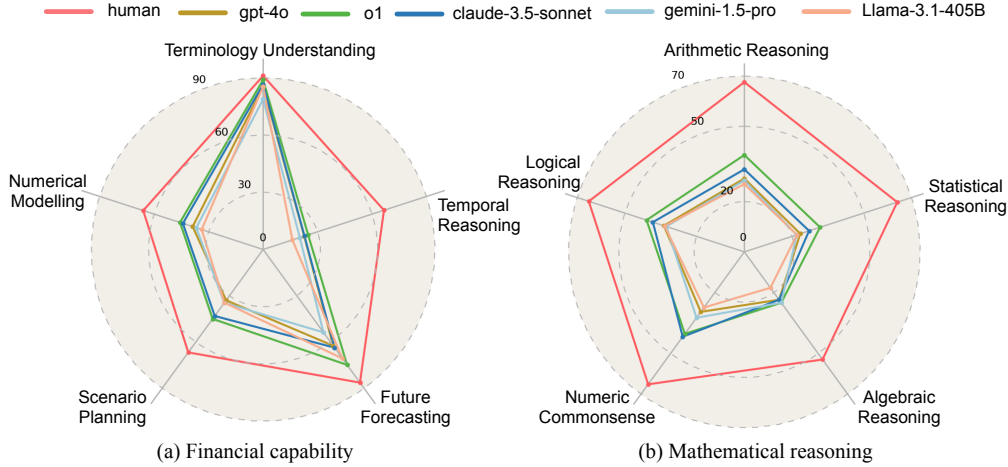 human gpt-4o o1 claude-3.5-sonnet gemini-1.5-pro Llama-3.1-405B
Terminology Understanding
90
60
30
0
Numerical
Modelling
Temporal
Reasoning
Scenario
Planning
Future
Forecasting
(a) Financial capability
Arithmetic Reasoning
70
50
20
0
Logical
Reasoning
Statistical
Reasoning
Numeric
Commonsense
Algebraic
Reasoning
(b) Mathematical reasoning